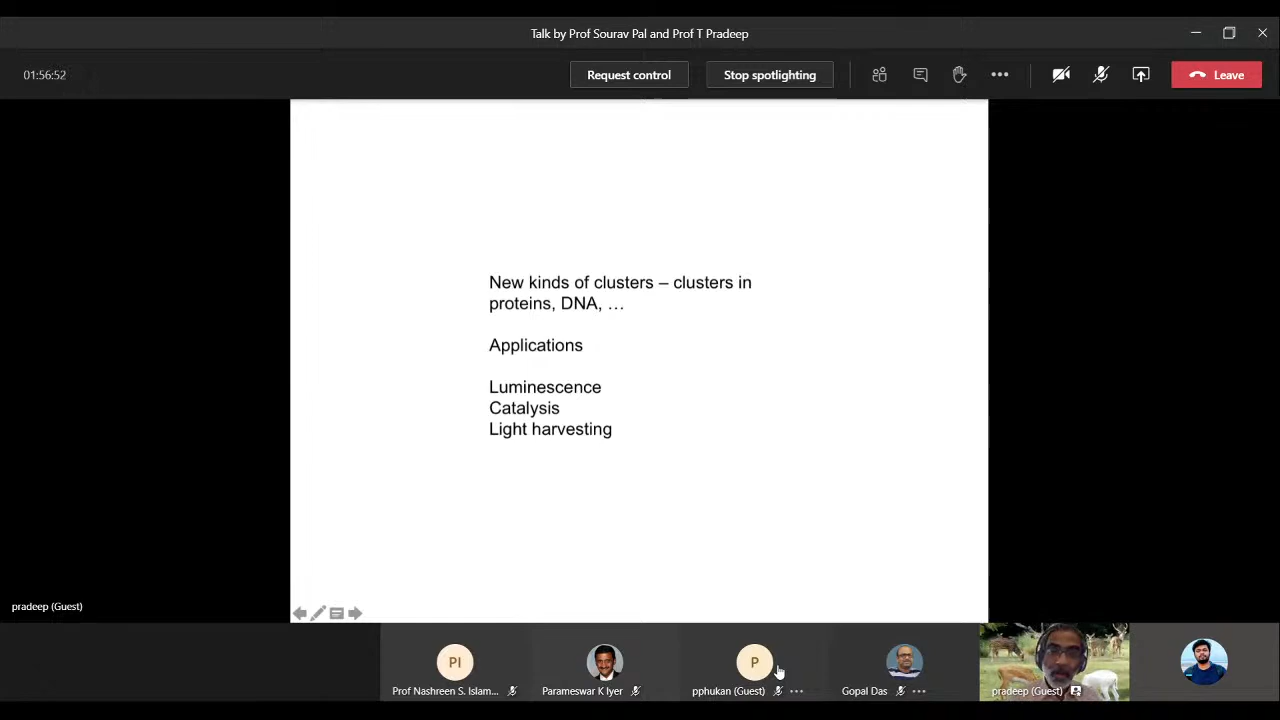 Talk by Prof Sourav Pal and Prof T Pradeep
01:56:52
Request control
Stop spotlighting
Leave
New kinds of clusters – clusters in
proteins, DNA, …
Applications
Luminescence
Catalysis
Light harvesting
pradeep (Guest)
PI
P
Prof Nashreen S. Islam...
Parameswar K Iyer
pphukan (Guest)
Gopal Das
pradeep (Guest)